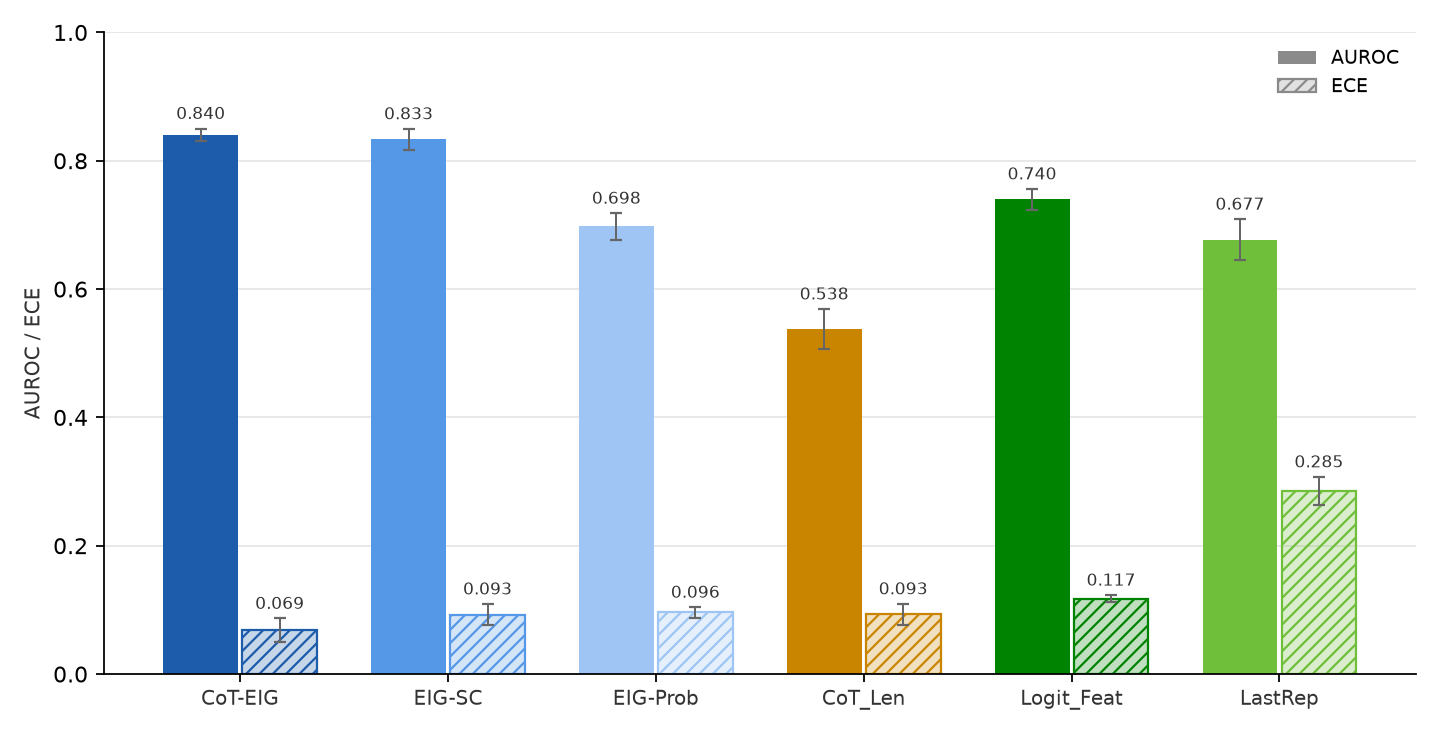 1.0
0.8
0.6
0.4
0.2
0.0
AUROC / ECE
AUROC
ECE
0.840
0.069
0.833
0.093
0.698
0.096
0.538
0.093
0.740
0.117
0.677
0.285
CoT-EIG
EIG-SC
EIG-Prob
CoT_Len
Logit_Feat
LastRep